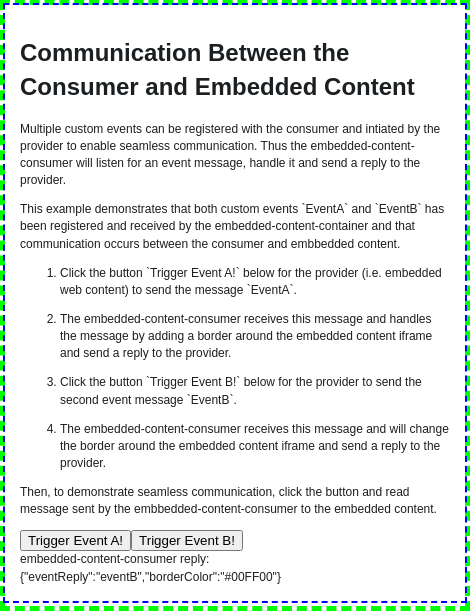 Communication Between the
Consumer and Embedded Content
Multiple custom events can be registered with the consumer and intiated by the
provider to enable seamless communication. Thus the embedded-content-
consumer will listen for an event message, handle it and send a reply to the
provider.
This example demonstrates that both custom events `EventA` and `EventB` has
been registered and received by the embedded-content-container and that
communication occurs between the consumer and embbedded content.
1. Click the button `Trigger Event A!` below for the provider (i.e. embedded
web content) to send the message `EventA`.
2. The embedded-content-consumer receives this message and handles
the message by adding a border around the embedded content iframe
and send a reply to the provider.
3. Click the button `Trigger Event B!` below for the provider to send the
second event message `EventB`.
4. The embedded-content-consumer receives this message and will change
the border around the embedded content iframe and send a reply to the
provider.
Then, to demonstrate seamless communication, click the button and read
message sent by the embbedded-content-consumer to the embedded content.
Trigger Event A! Trigger Event B!
embedded-content-consumer reply:
{"eventReply":"eventB","borderColor":"#00FF00"}